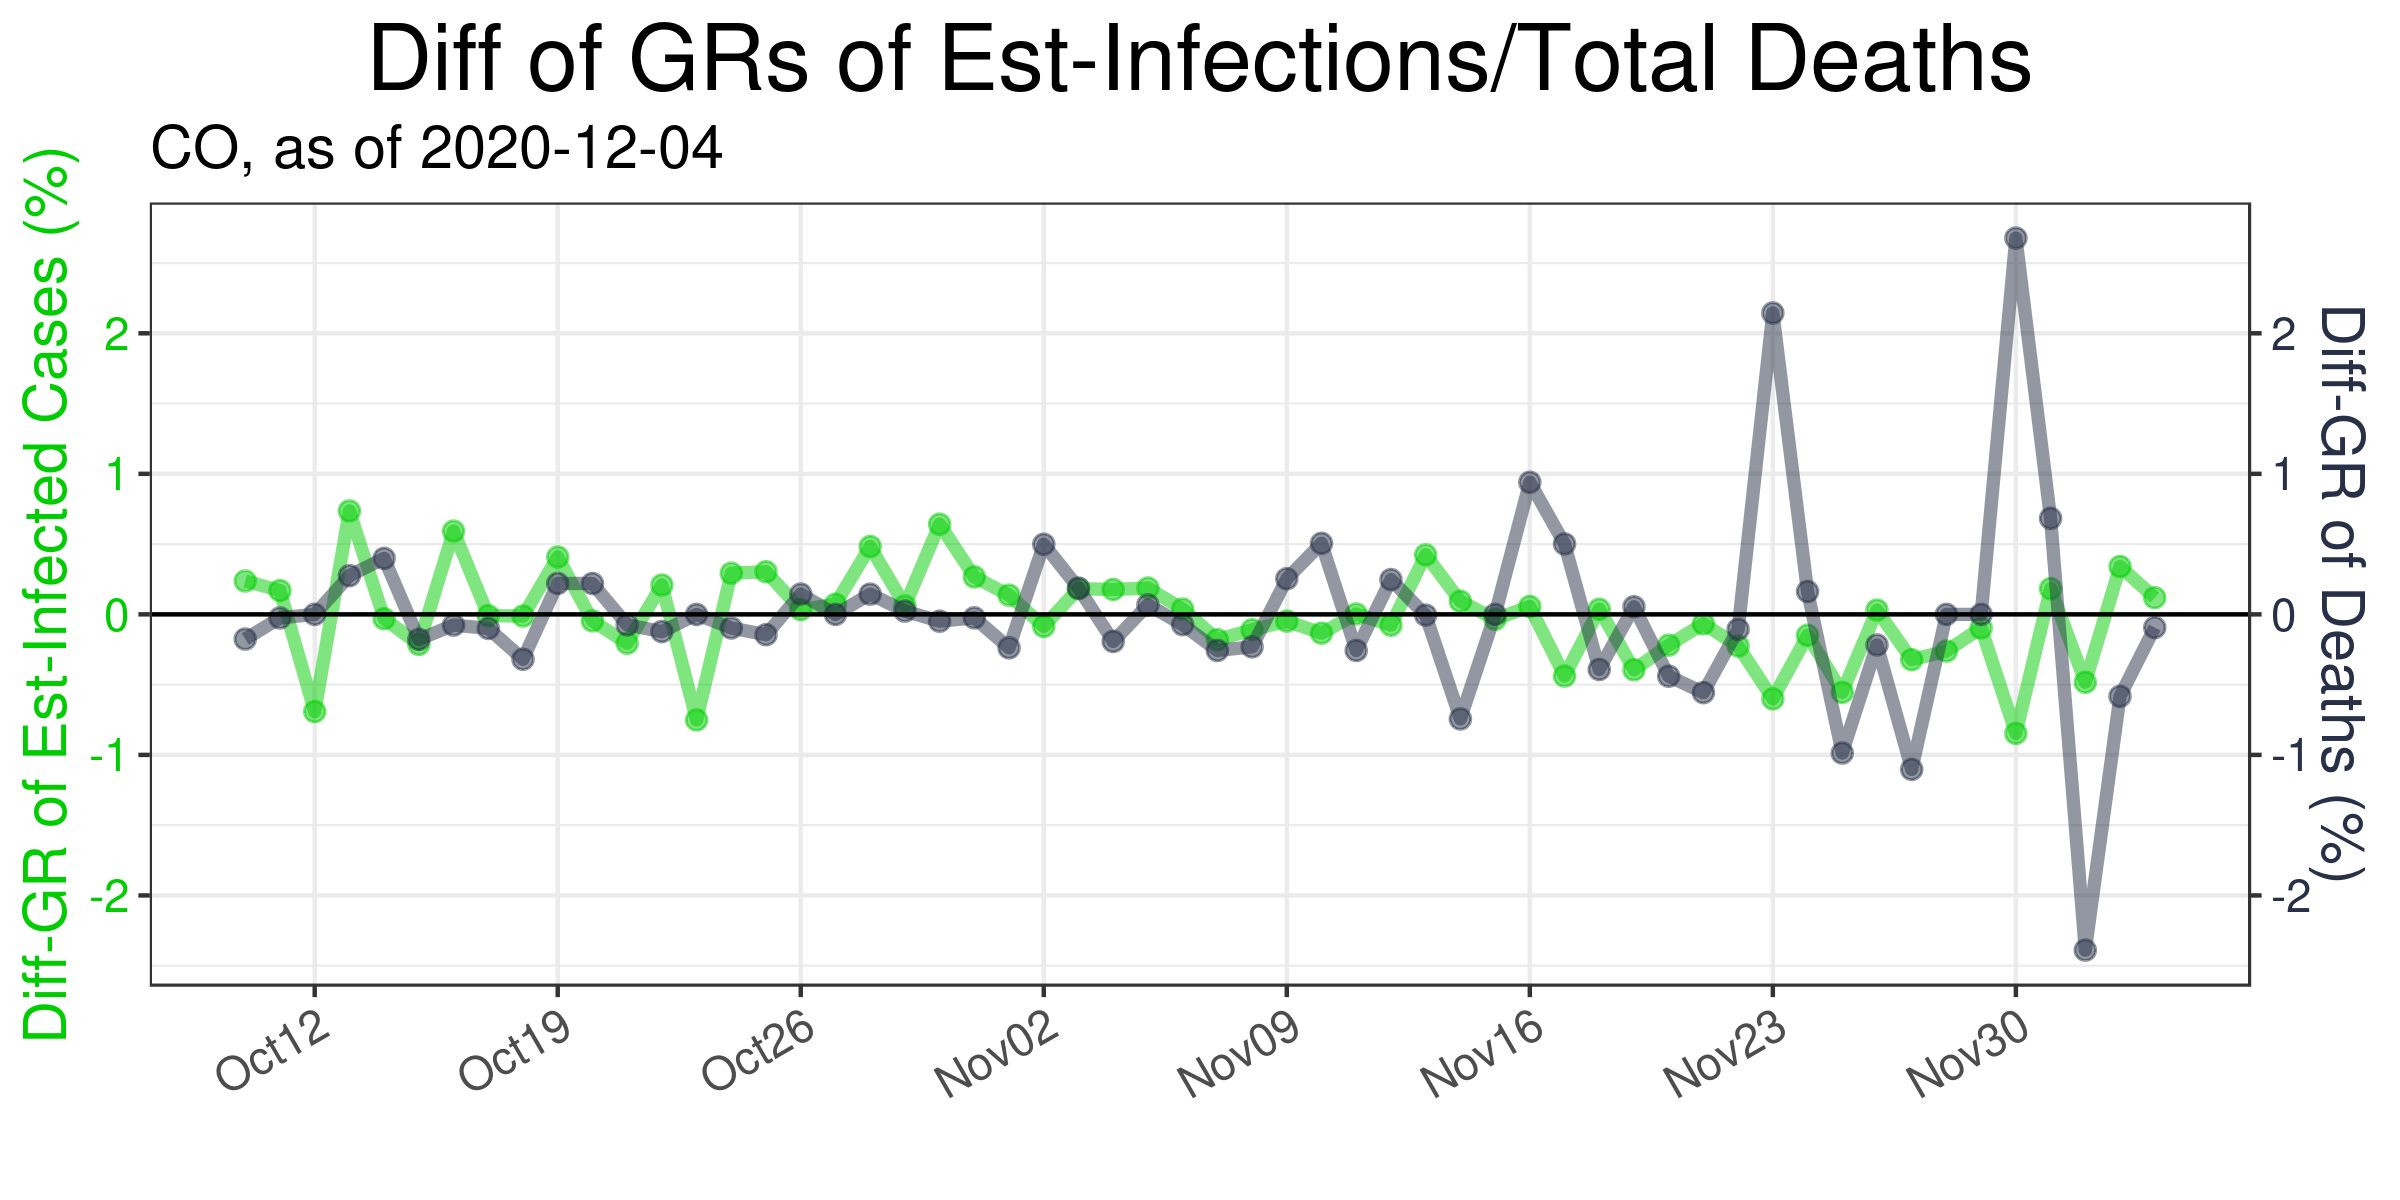 Diff of GRs of Est-Infections/Total Deaths
CO, as of 2020-12-04
Diff-GR of Est-Infected Cases (%)
2
1
0
-1
-2
2
1
0
-1
-2
Diff-GR of Deaths (%)
Oct12
Oct19
Oct26
Nov02
Nov09
Nov16
Nov23
Nov30